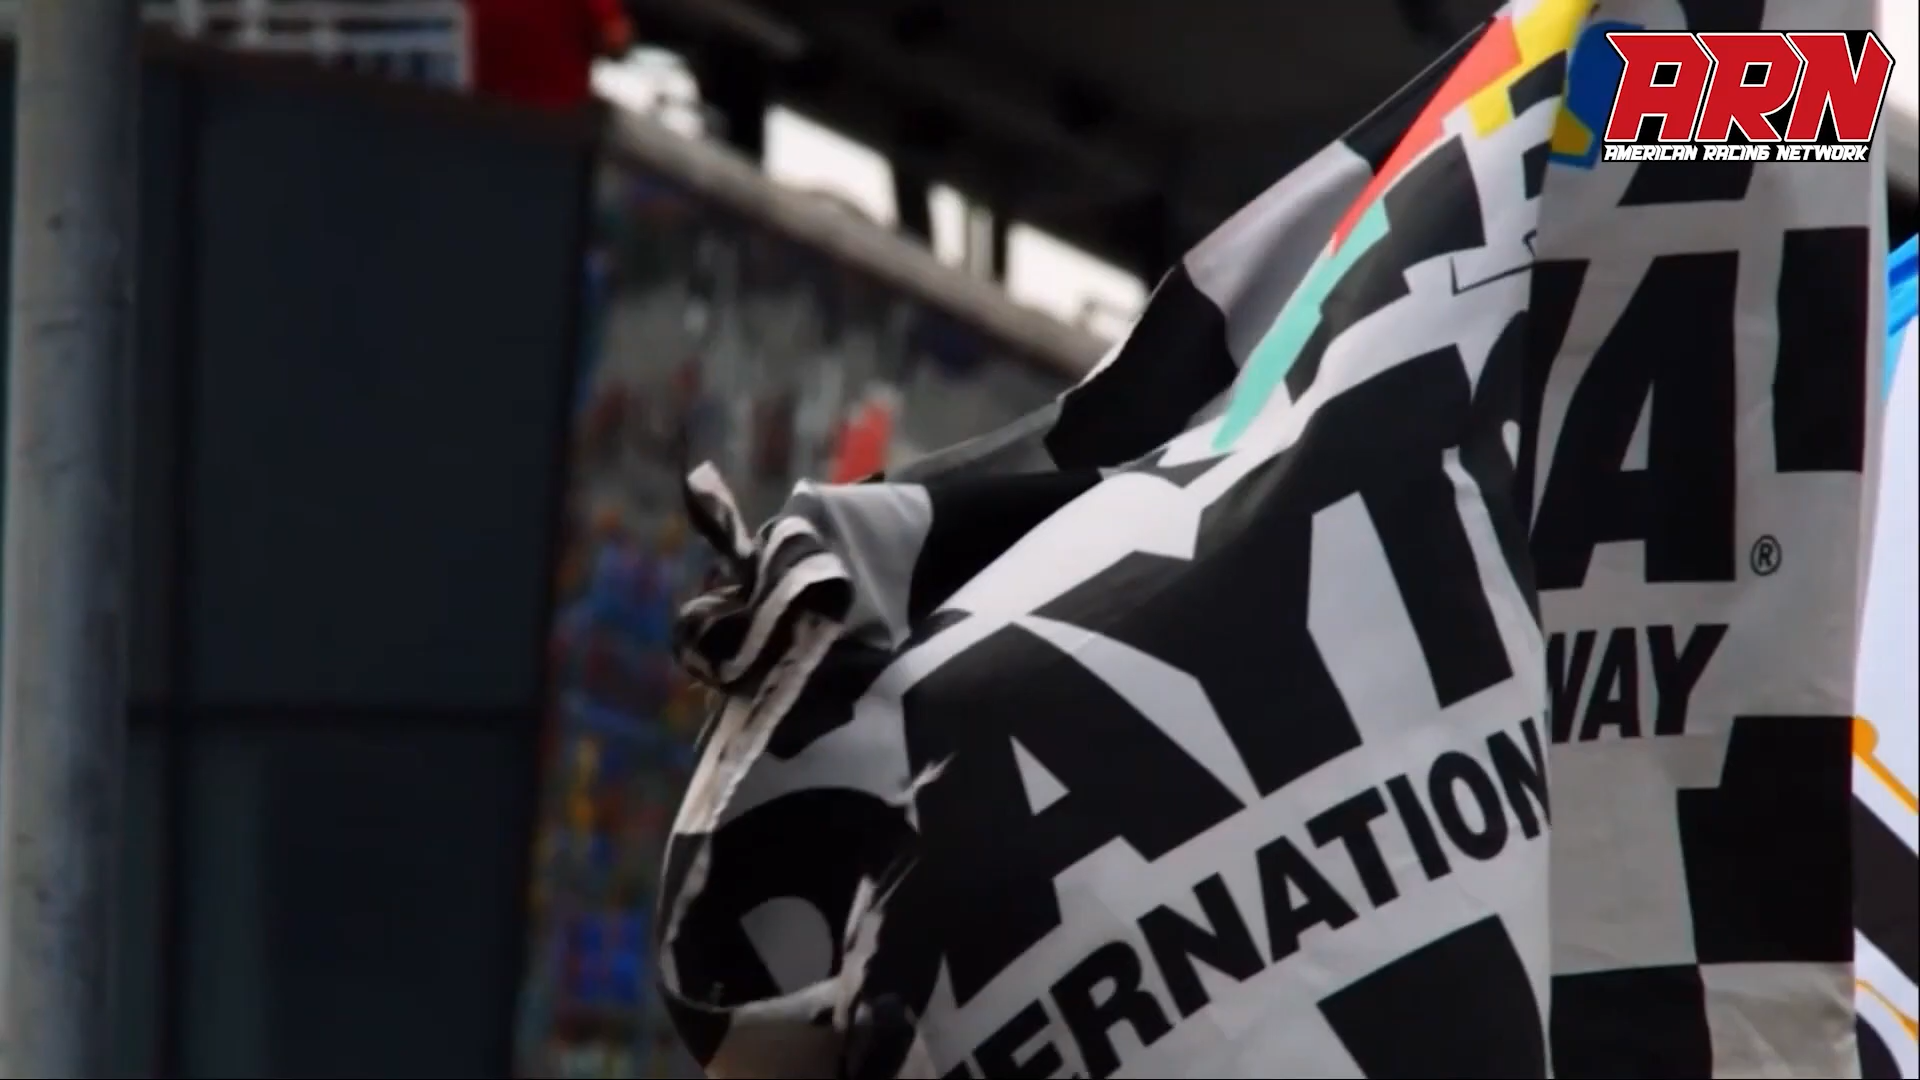 ARN
AMERICAN RACING NETWORK
AYT
A®
WAY
ERNATION